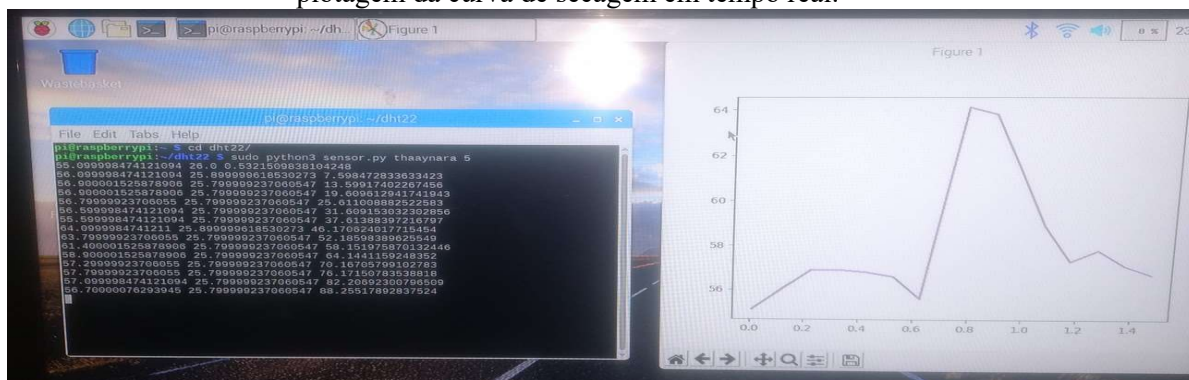 plotagem da curva de secagem em tempo real.
pi@raspberrypi: ~/dh... Figure 1 0 % 23
Wastebasket
pi@raspberrypi: ~/dht22
File Edit Tabs Help
pi@raspberrypi:~ $ cd dht22/
pi@raspberrypi:~/dht22 $ sudo python3 sensor.py thaaynara 5
55.099998474121094 26.0 0.5321509838104248
56.099998474121094 25.899999618530273 7.598472833633423
56.900001525878906 25.799999237060547 13.59917402267456
56.900001525878906 25.799999237060547 19.609612941741943
56.79999923706055 25.799999237060547 25.611008882522583
56.599998474121094 25.799999237060547 31.609153032302856
55.599998474121094 25.799999237060547 37.61388397216797
64.0999984741211 25.899999618530273 46.170624017715454
63.79999923706055 25.799999237060547 52.18598389625549
61.400001525878906 25.799999237060547 58.151975870132446
58.900001525878906 25.799999237060547 64.1441159248352
57.29999923706055 25.799999237060547 70.16705799102783
57.79999923706055 25.799999237060547 76.17150783538818
57.099998474121094 25.799999237060547 82.20692300796509
56.70000076293945 25.799999237060547 88.25517892837524
Figure 1
64
62
60
58
56
0.0 0.2 0.4 0.6 0.8 1.0 1.2 1.4